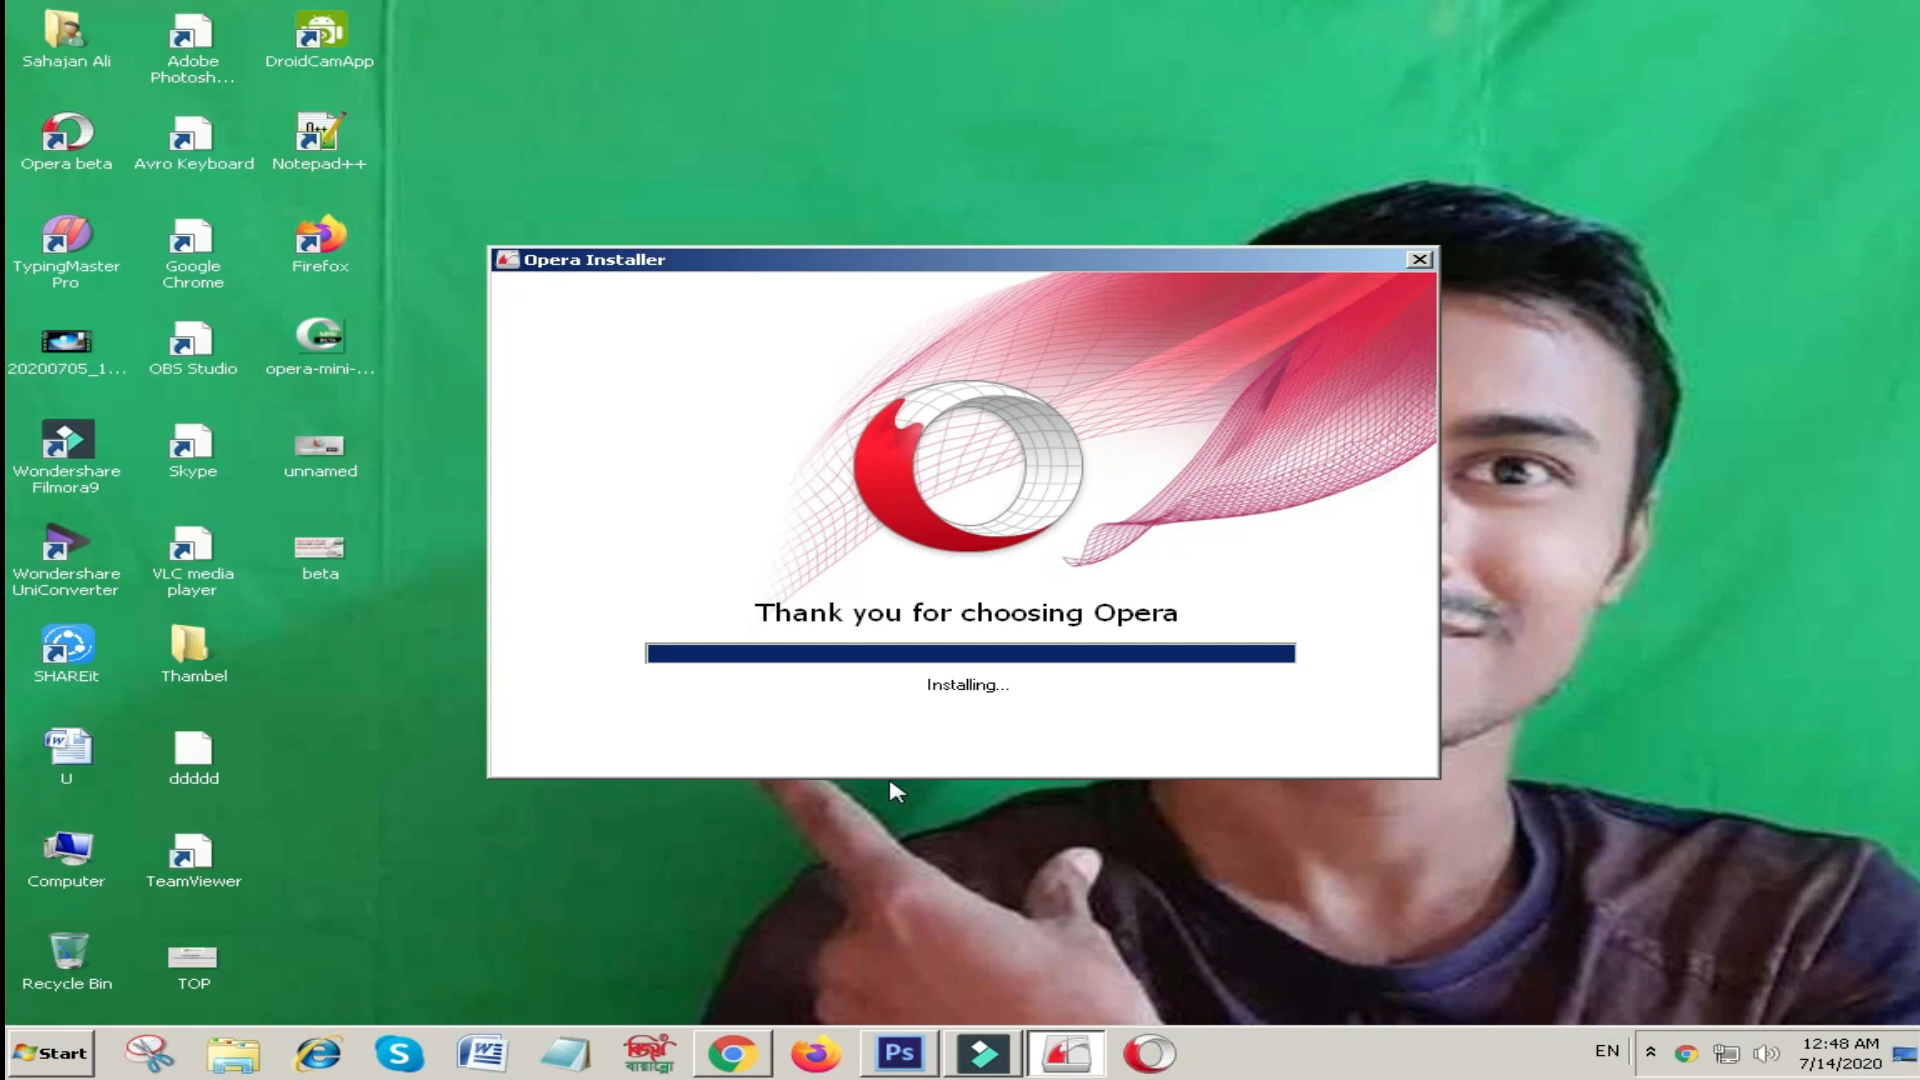 Sahajan Ali
Adobe
Photosh...
DroidCamApp
Opera beta
Avro Keyboard
Notepad++
TypingMaster
Pro
Google
Chrome
Firefox
20200705_1...
OBS Studio
opera-mini-...
Wondershare
Filmora9
Skype
unnamed
Wondershare
UniConverter
VLC media
player
beta
SHAREit
Thambel
U
ddddd
Computer
TeamViewer
Recycle Bin
TOP
Opera Installer
Thank you for choosing Opera
Installing...
Start
বিজয়
বায়ান্নো
Ps
EN
12:48 AM
7/14/2020